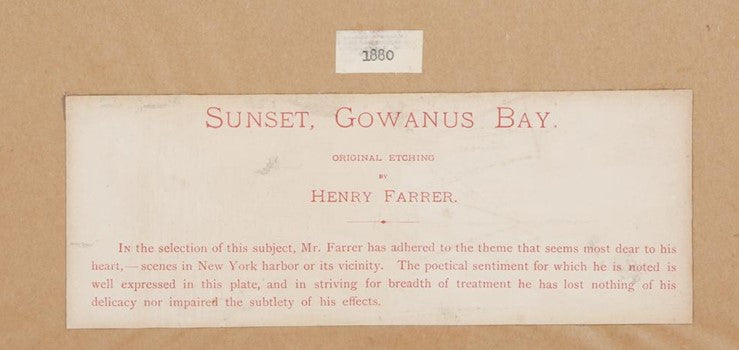 1880
SUNSET, GOWANUS BAY.
ORIGINAL ETCHING
BY
HENRY FARRER.
IN the selection of this subject, Mr. Farrer has adhered to the theme that seems most dear to his
heart,—scenes in New York harbor or its vicinity. The poetical sentiment for which he is noted is
well expressed in this plate, and in striving for breadth of treatment he has lost nothing of his
delicacy nor impaired the subtlety of his effects.